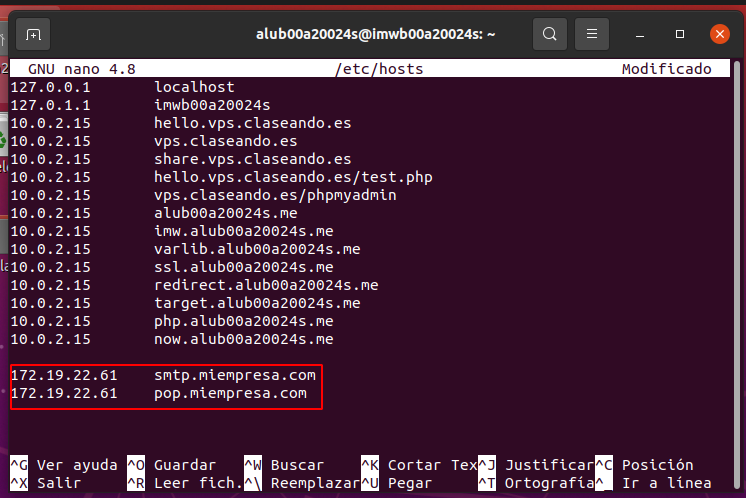 alub00a20024s@imwb00a20024s: ~
GNU nano 4.8 /etc/hosts Modificado
127.0.0.1 localhost
127.0.1.1 imwb00a20024s
10.0.2.15 hello.vps.claseando.es
10.0.2.15 vps.claseando.es
10.0.2.15 share.vps.claseando.es
10.0.2.15 hello.vps.claseando.es/test.php
10.0.2.15 vps.claseando.es/phpmyadmin
10.0.2.15 alub00a20024s.me
10.0.2.15 imw.alub00a20024s.me
10.0.2.15 varlib.alub00a20024s.me
10.0.2.15 ssl.alub00a20024s.me
10.0.2.15 redirect.alub00a20024s.me
10.0.2.15 target.alub00a20024s.me
10.0.2.15 php.alub00a20024s.me
10.0.2.15 now.alub00a20024s.me
172.19.22.61 smtp.miempresa.com
172.19.22.61 pop.miempresa.com
^G Ver ayuda ^O Guardar ^W Buscar ^K Cortar Tex ^J Justificar ^C Posición
^X Salir ^R Leer fich. ^\ Reemplazar ^U Pegar ^T Ortografía ^_ Ir a línea